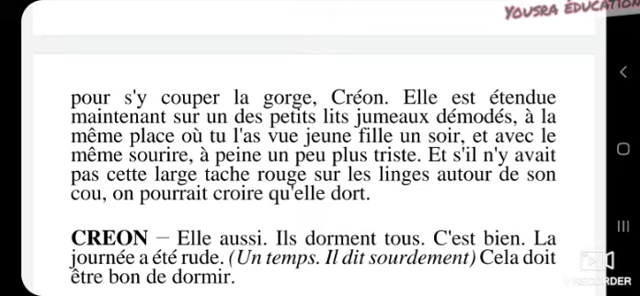 YOUSRA ÉDUCATION
pour s'y couper la gorge, Créon. Elle est étendue
maintenant sur un des petits lits jumeaux démodés, à la
même place où tu l'as vue jeune fille un soir, et avec le
même sourire, à peine un peu plus triste. Et s'il n'y avait
pas cette large tache rouge sur les linges autour de son
cou, on pourrait croire qu'elle dort.
CREON – Elle aussi. Ils dorment tous. C'est bien. La
journée a été rude. (Un temps. Il dit sourdement) Cela doit
être bon de dormir.